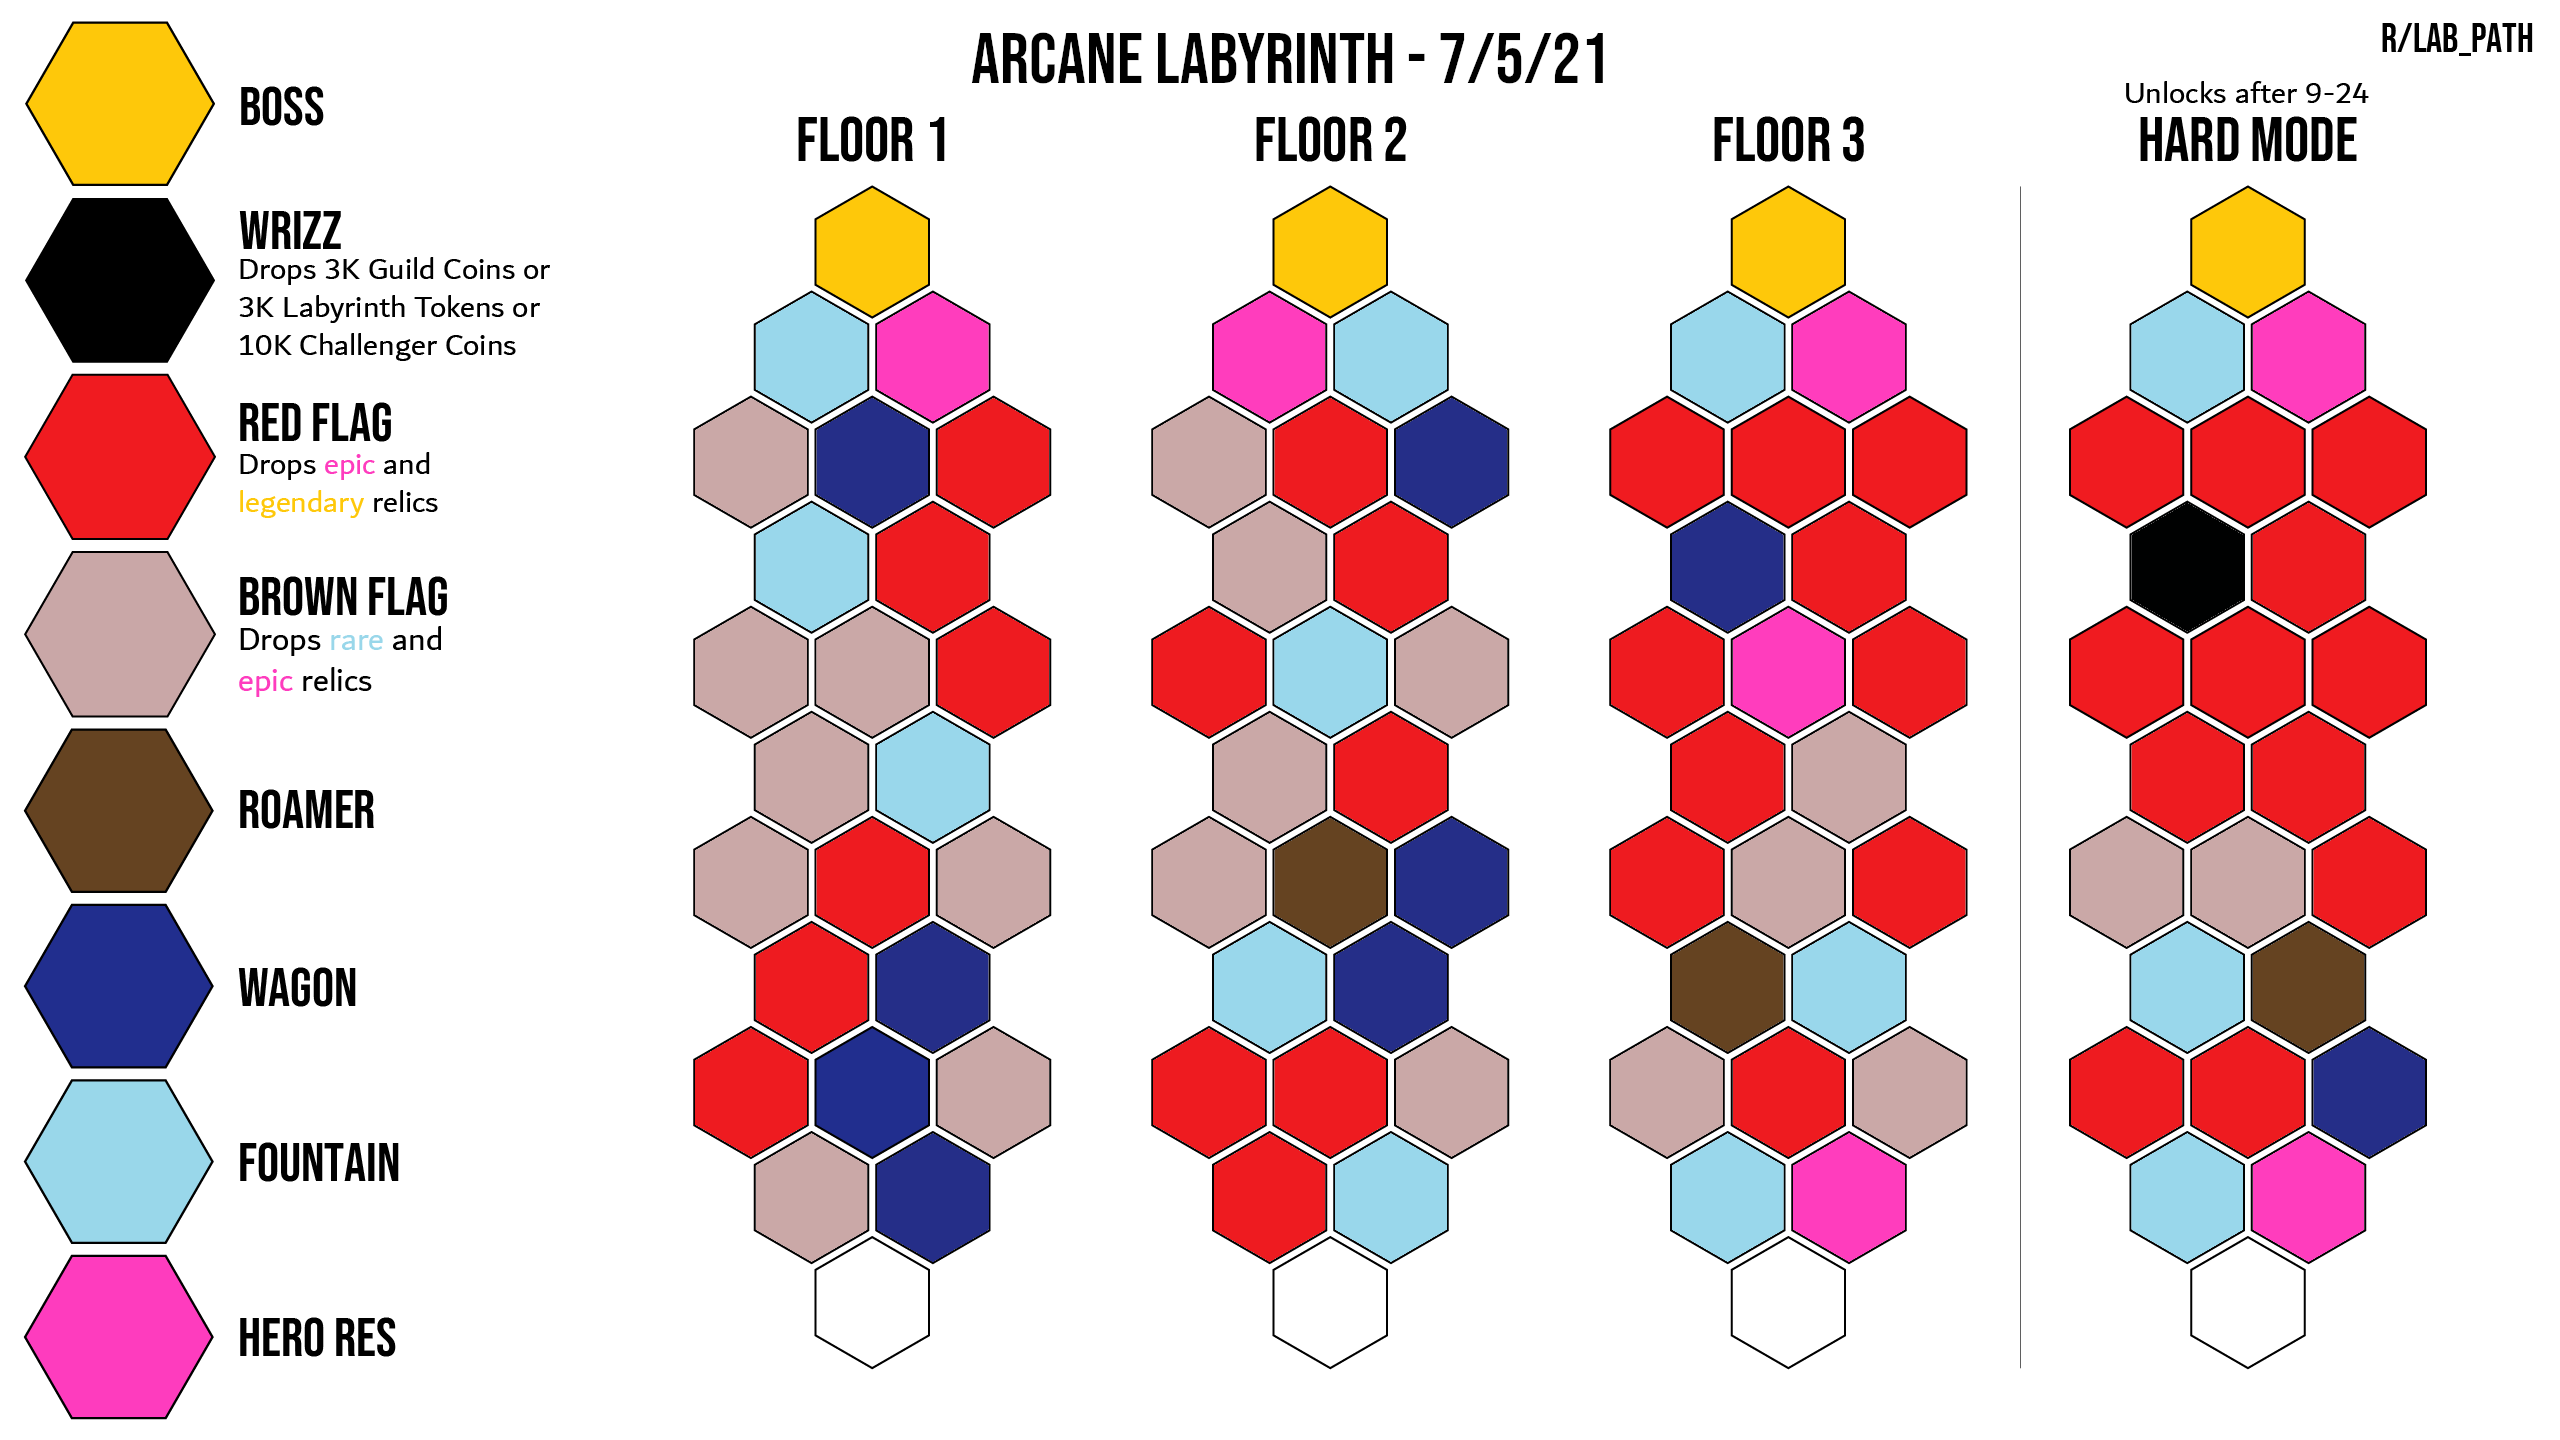 ARCANE LABYRINTH - 7/5/21
R/LAB_PATH
BOSS
WRIZZ
Drops 3K Guild Coins or
3K Labyrinth Tokens or
10K Challenger Coins
RED FLAG
Drops epic and
legendary relics
BROWN FLAG
Drops rare and
epic relics
ROAMER
WAGON
FOUNTAIN
HERO RES
FLOOR 1
FLOOR 2
FLOOR 3
Unlocks after 9-24
HARD MODE